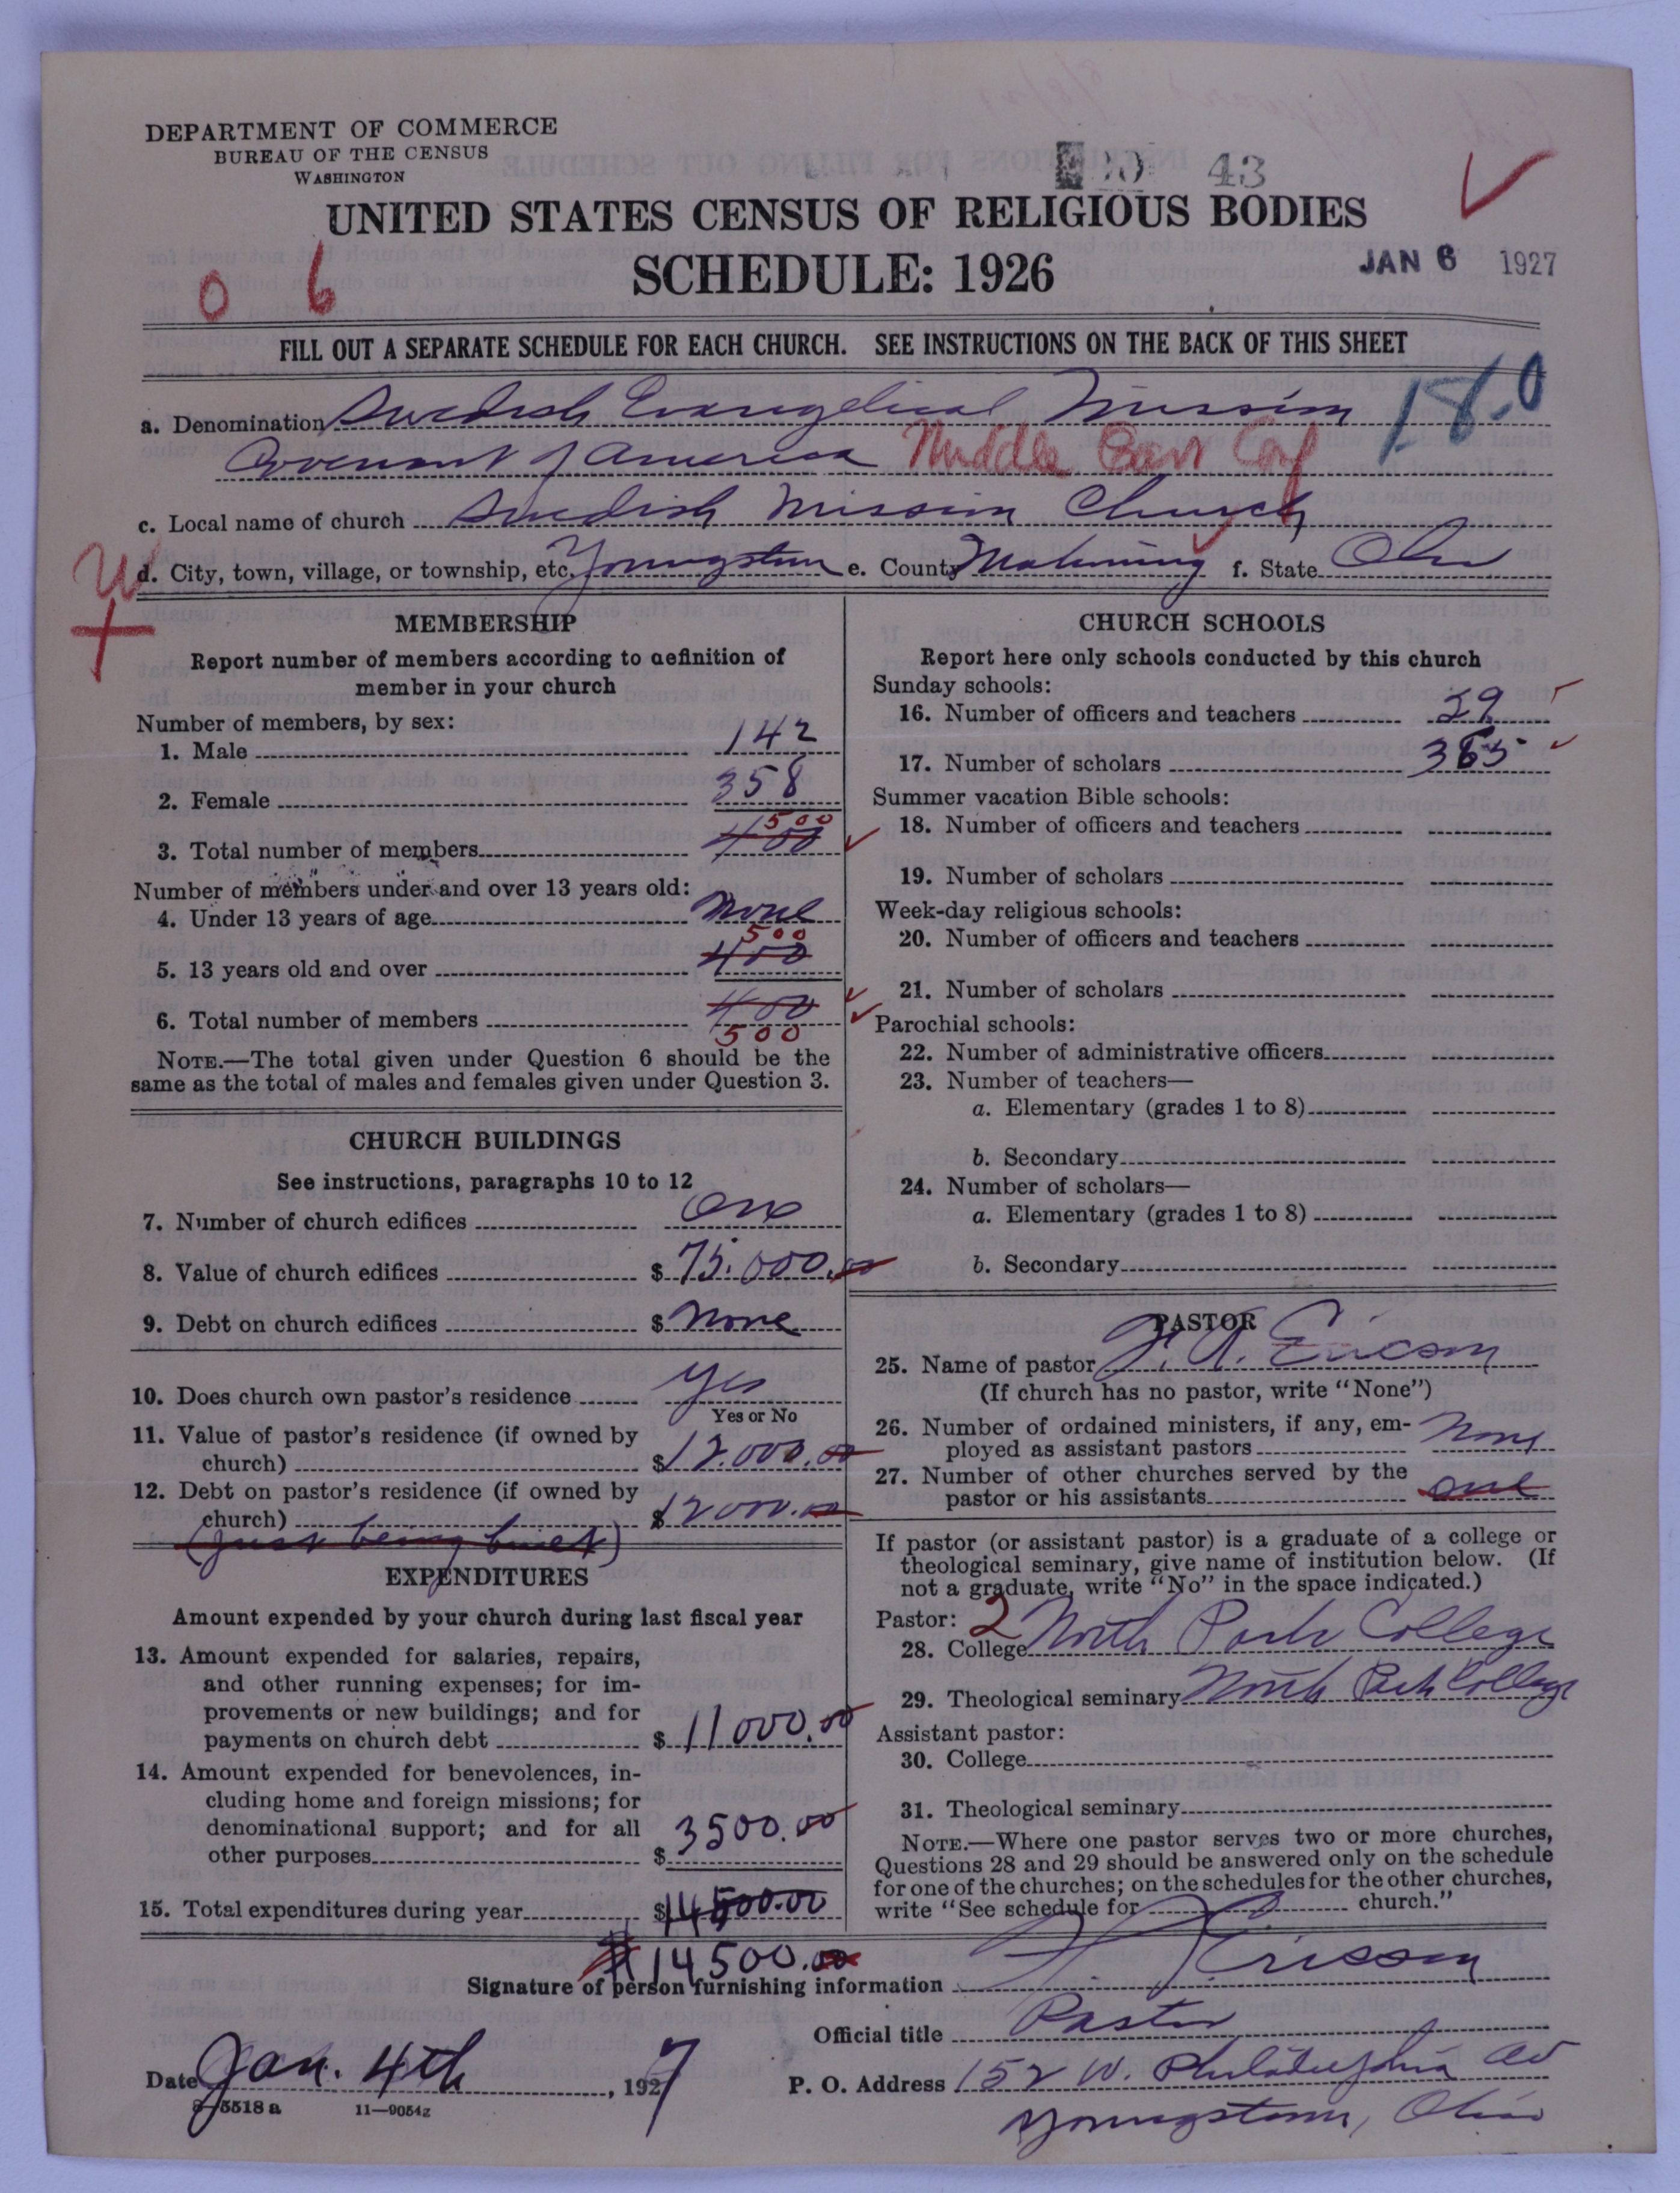 DEPARTMENT OF COMMERCE
BUREAU OF THE CENSUS
WASHINGTON
43
UNITED STATES CENSUS OF RELIGIOUS BODIES
SCHEDULE: 1926
JAN 6 1927
0 6
FILL OUT A SEPARATE SCHEDULE FOR EACH CHURCH. SEE INSTRUCTIONS ON THE BACK OF THIS SHEET
18-0
a. Denomination Swedish Evangelical Mission
Covenant of America Middle East Conf
c. Local name of church Swedish Mission Church
d. City, town, village, or township, etc. Youngstown e. County Mahoning f. State Ohio
MEMBERSHIP
Report number of members according to definition of
member in your church
Number of members, by sex:
1. Male 142
2. Female 358
500
3. Total number of members 400
Number of members under and over 13 years old:
4. Under 13 years of age None
500
5. 13 years old and over 400
6. Total number of members 400
500
NOTE.—The total given under Question 6 should be the
same as the total of males and females given under Question 3.
CHURCH BUILDINGS
See instructions, paragraphs 10 to 12
7. Number of church edifices One
8. Value of church edifices $ 75.000.00
9. Debt on church edifices $ None
10. Does church own pastor's residence Yes
Yes or No
11. Value of pastor's residence (if owned by
church) $ 12.000.00
12. Debt on pastor's residence (if owned by
church) $ 12000.00
(just being built)
EXPENDITURES
Amount expended by your church during last fiscal year
13. Amount expended for salaries, repairs,
and other running expenses; for im-
provements or new buildings; and for
payments on church debt $ 11000.00
14. Amount expended for benevolences, in-
cluding home and foreign missions; for
denominational support; and for all
other purposes $ 3500.00
15. Total expenditures during year $14500.00
$14500.00
CHURCH SCHOOLS
Report here only schools conducted by this church
Sunday schools:
16. Number of officers and teachers 29
17. Number of scholars 365
Summer vacation Bible schools:
18. Number of officers and teachers
19. Number of scholars
Week-day religious schools:
20. Number of officers and teachers
21. Number of scholars
Parochial schools:
22. Number of administrative officers
23. Number of teachers—
a. Elementary (grades 1 to 8)
b. Secondary
24. Number of scholars—
a. Elementary (grades 1 to 8)
b. Secondary
PASTOR
25. Name of pastor Ericson
(If church has no pastor, write "None")
26. Number of ordained ministers, if any, em-
ployed as assistant pastors None
27. Number of other churches served by the
pastor or his assistants one
If pastor (or assistant pastor) is a graduate of a college or
theological seminary, give name of institution below. (If
not a graduate, write "No" in the space indicated.)
Pastor: 2
28. College North Park College
29. Theological seminary North Park College
Assistant pastor:
30. College
31. Theological seminary
NOTE.—Where one pastor serves two or more churches,
Questions 28 and 29 should be answered only on the schedule
for one of the churches; on the schedules for the other churches,
write "See schedule for church."
Signature of person furnishing information Ericson
Official title Pastor
Date Jan. 4th, 1927
P. O. Address 152 W. Philadelphia Av
Youngstown, Ohio
8—5518 a 11—9054z